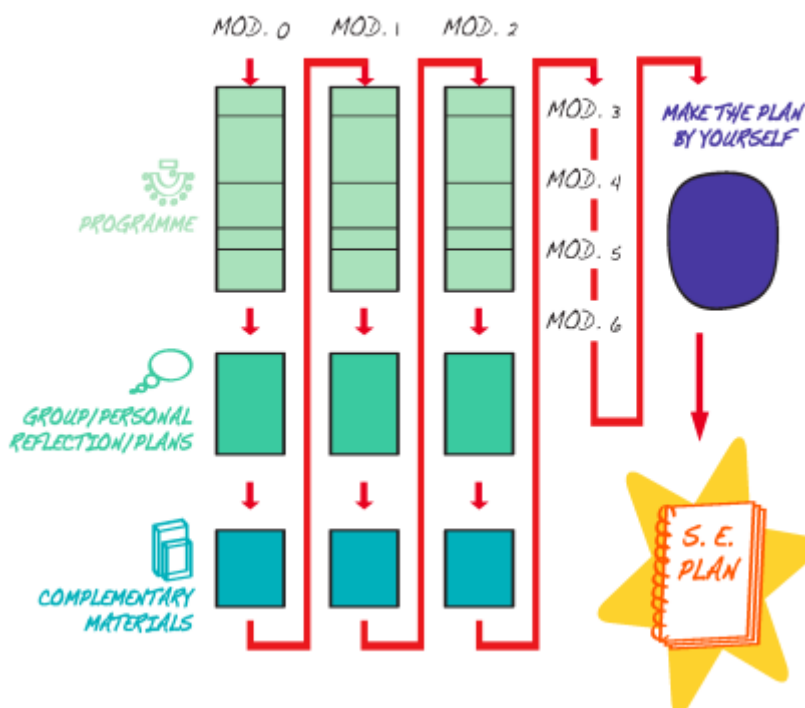 MOD. 0
MOD. 1
MOD. 2
MOD. 3
MOD. 4
MOD. 5
MOD. 6
MAKE THE PLAN
BY YOURSELF
PROGRAMME
GROUP/PERSONAL
REFLECTION/PLANS
COMPLEMENTARY
MATERIALS
S. E.
PLAN